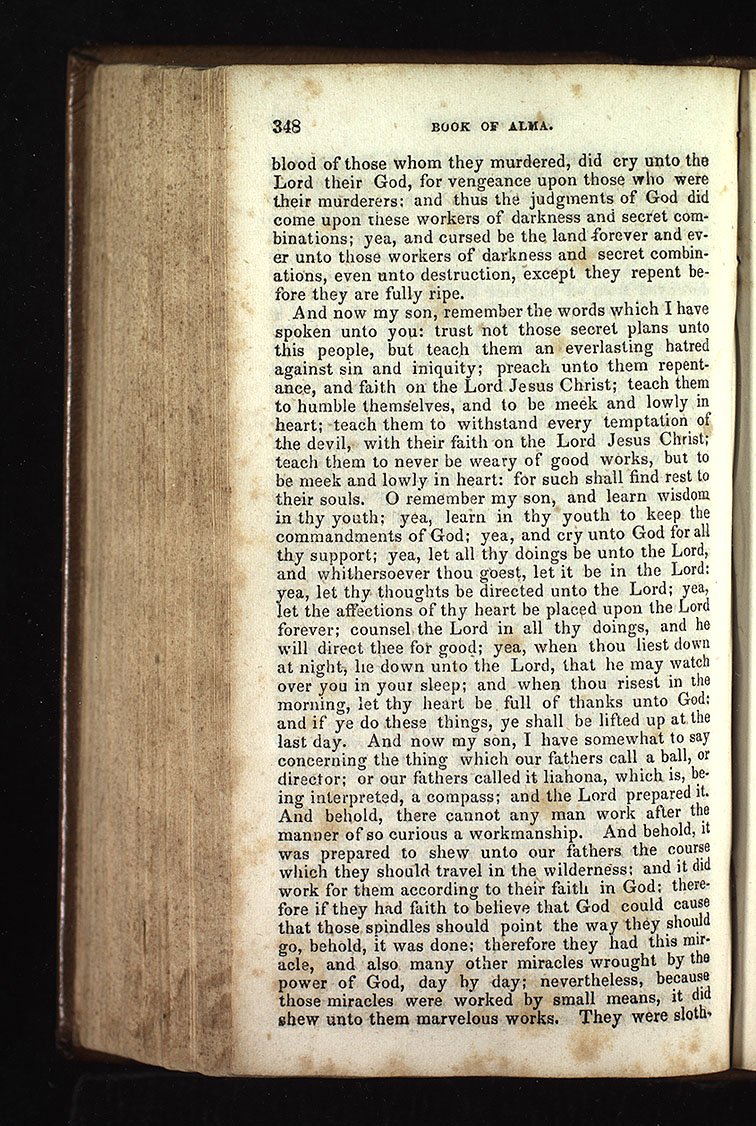 348 BOOK OF ALMA.
blood of those whom they murdered, did cry unto the
Lord their God, for vengeance upon those who were
their murderers: and thus the judgments of God did
come upon these workers of darkness and secret com-
binations; yea, and cursed be the land forever and ev-
er unto those workers of darkness and secret combin-
ations, even unto destruction, except they repent be-
fore they are fully ripe.
And now my son, remember the words which I have
spoken unto you: trust not those secret plans unto
this people, but teach them an everlasting hatred
against sin and iniquity; preach unto them repent-
ance, and faith on the Lord Jesus Christ; teach them
to humble themselves, and to be meek and lowly in
heart; teach them to withstand every temptation of
the devil, with their faith on the Lord Jesus Christ;
teach them to never be weary of good works, but to
be meek and lowly in heart: for such shall find rest to
their souls. O remember my son, and learn wisdom
in thy youth; yea, learn in thy youth to keep the
commandments of God; yea, and cry unto God for all
thy support; yea, let all thy doings be unto the Lord,
and whithersoever thou goest, let it be in the Lord:
yea, let thy thoughts be directed unto the Lord; yea,
let the affections of thy heart be placed upon the Lord
forever; counsel the Lord in all thy doings, and he
will direct thee for good; yea, when thou liest down
at night, lie down unto the Lord, that he may watch
over you in your sleep; and when thou risest in the
morning, let thy heart be full of thanks unto God:
and if ye do these things, ye shall be lifted up at the
last day. And now my son, I have somewhat to say
concerning the thing which our fathers call a ball, or
director; or our fathers called it liahona, which is, be-
ing interpreted, a compass; and the Lord prepared it.
And behold, there cannot any man work after the
manner of so curious a workmanship. And behold, it
was prepared to shew unto our fathers the course
which they should travel in the wilderness; and it did
work for them according to their faith in God: there-
fore if they had faith to believe that God could cause
that those spindles should point the way they should
go, behold, it was done; therefore they had this mir-
acle, and also many other miracles wrought by the
power of God, day by day; nevertheless, because
those miracles were worked by small means, it did
shew unto them marvelous works. They were sloth-